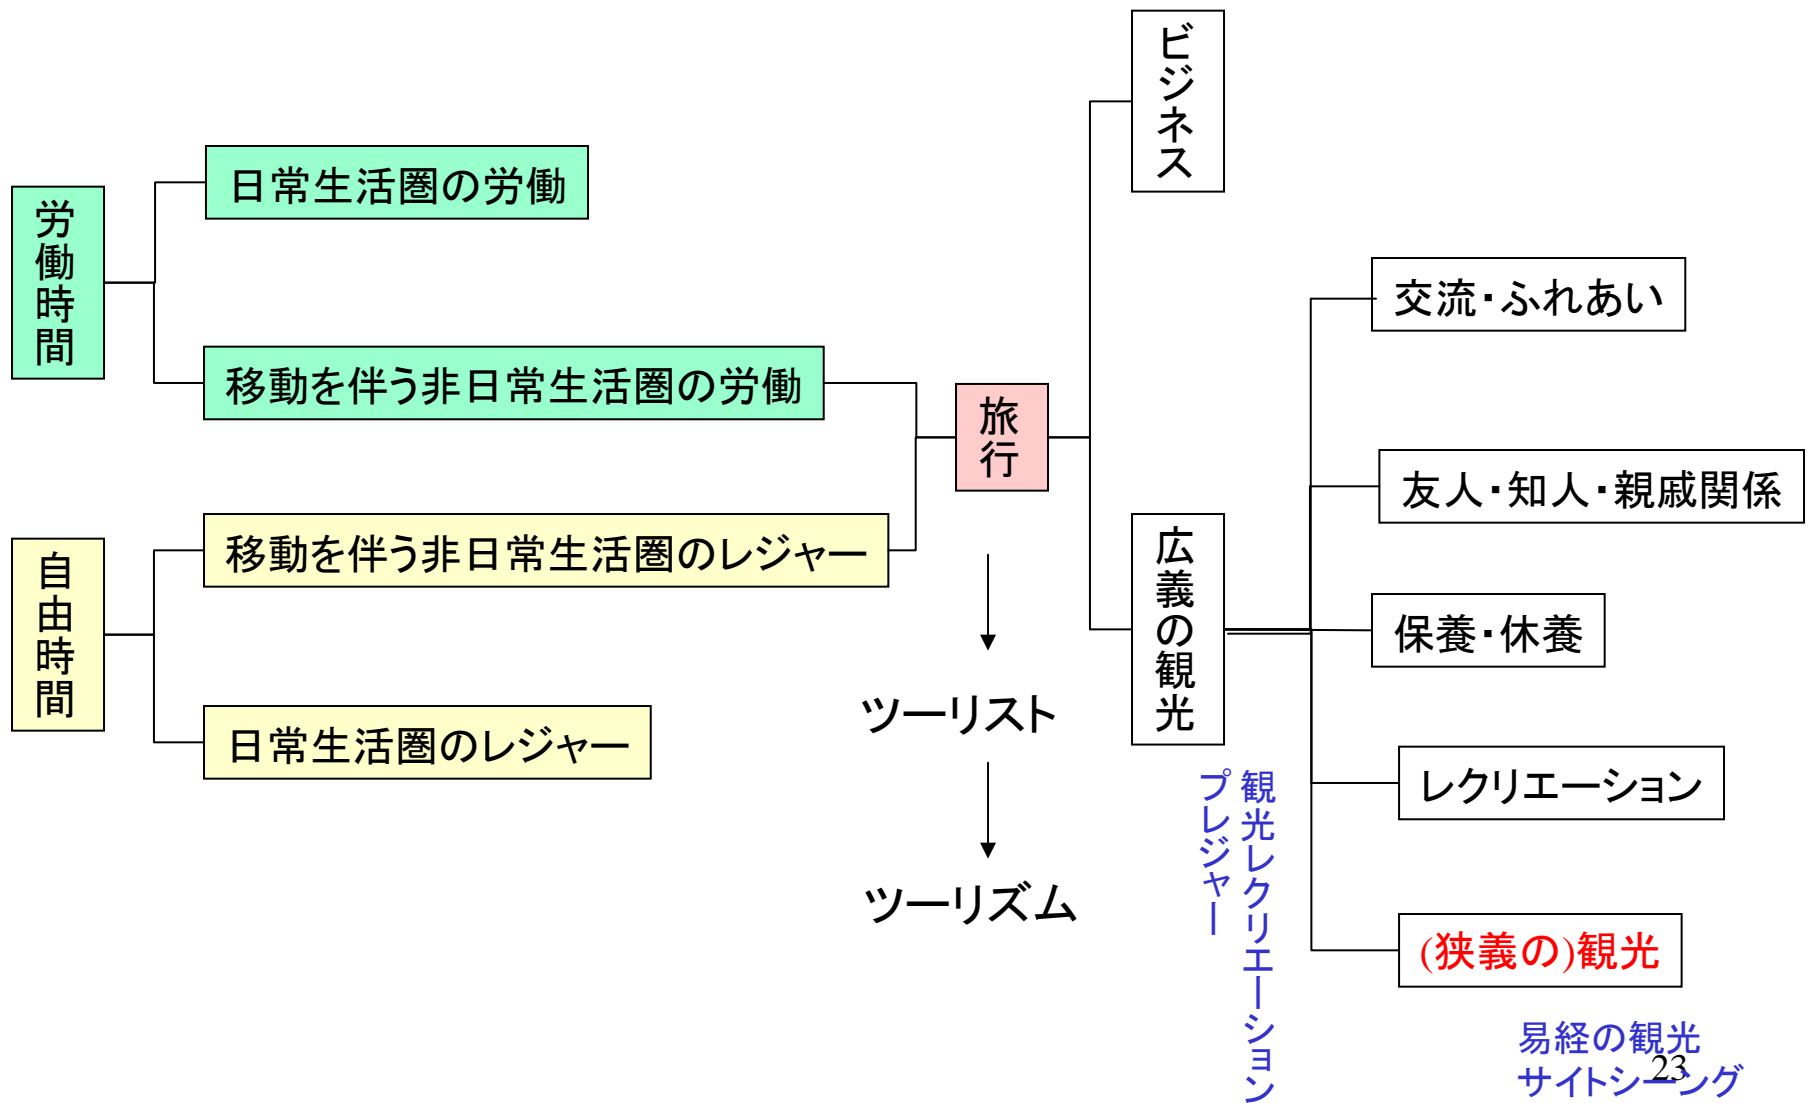 労働時間
日常生活圏の労働
移動を伴う非日常生活圏の労働
自由時間
移動を伴う非日常生活圏のレジャー
日常生活圏のレジャー
旅行
ツーリスト
ツーリズム
ビジネス
広義の観光
観光レクリエーション
プレジャー
交流・ふれあい
友人・知人・親戚関係
保養・休養
レクリエーション
(狭義の)観光
易経の観光
サイトシーング
23